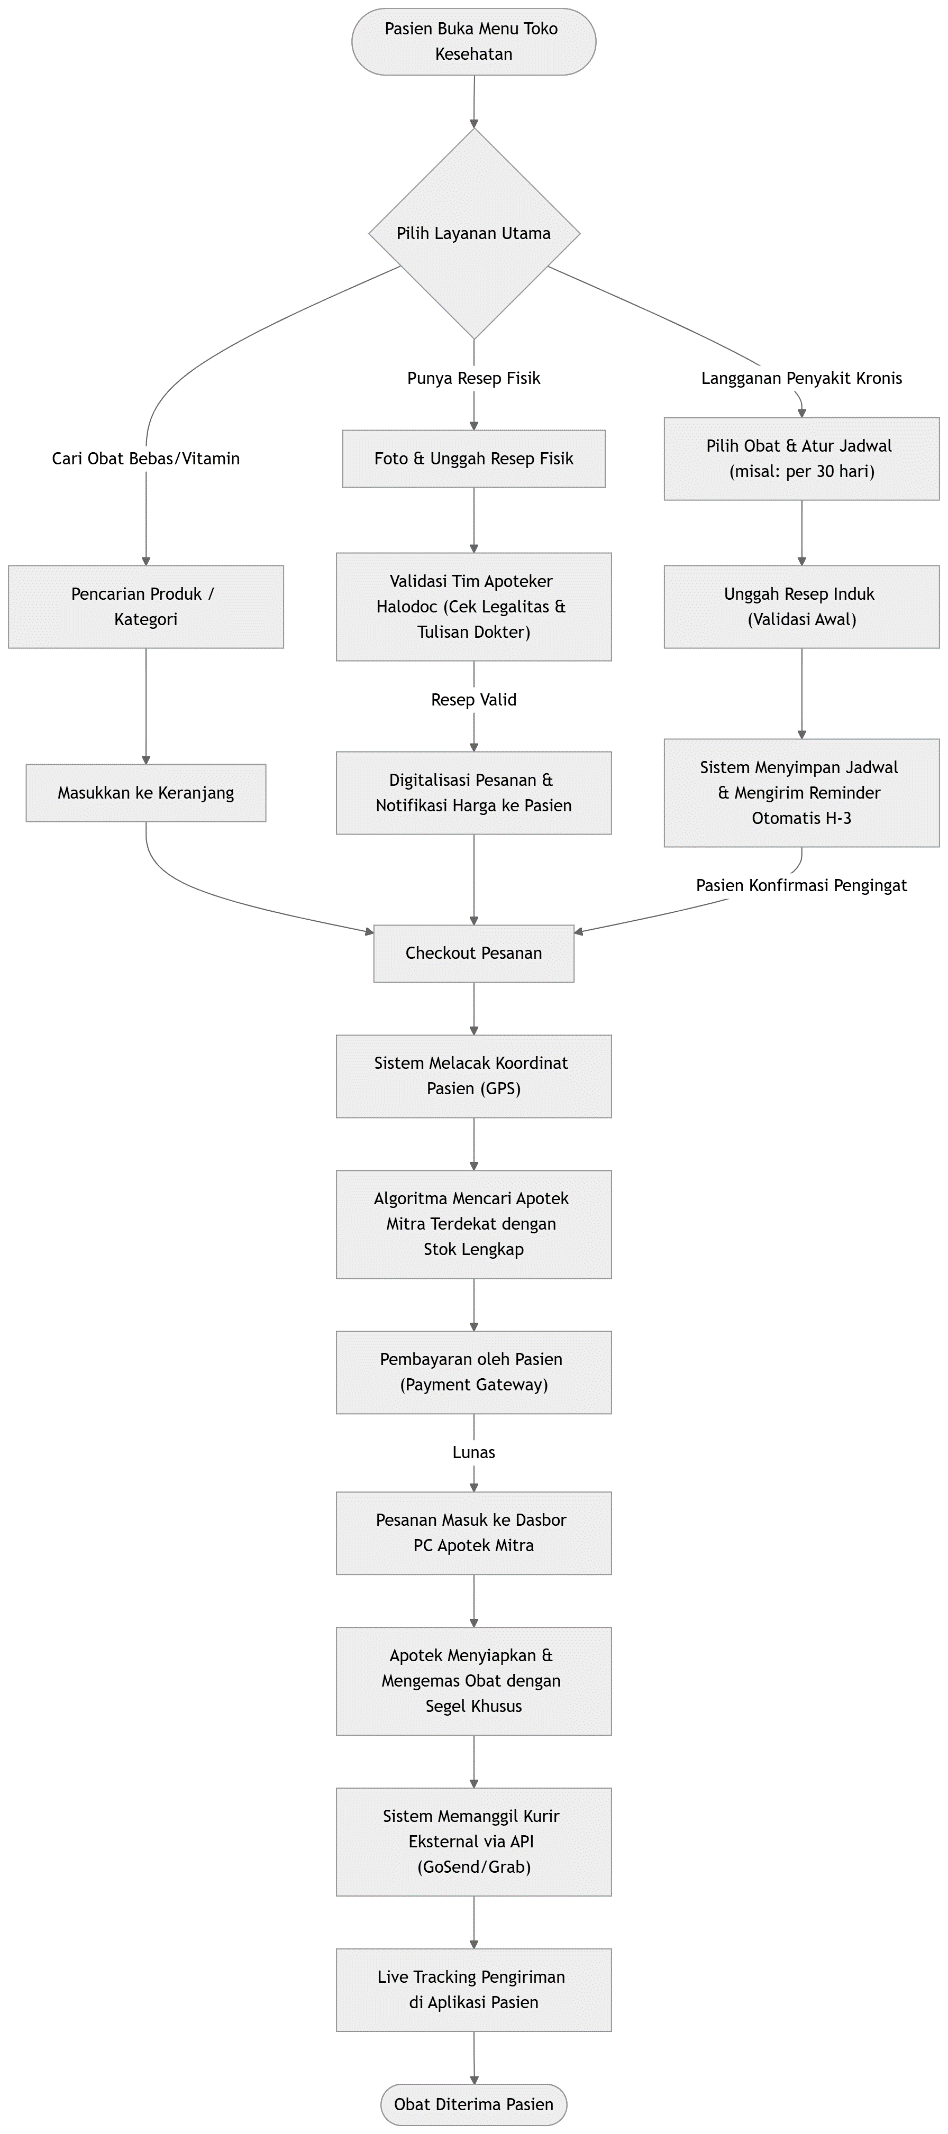 Pasien Buka Menu Toko
Kesehatan
Pilih Layanan Utama
Cari Obat Bebas/Vitamin
Pencarian Produk /
Kategori
Masukkan ke Keranjang
Punya Resep Fisik
Foto & Unggah Resep Fisik
Validasi Tim Apoteker
Halodoc (Cek Legalitas &
Tulisan Dokter)
Resep Valid
Digitalisasi Pesanan &
Notifikasi Harga ke Pasien
Langganan Penyakit Kronis
Pilih Obat & Atur Jadwal
(misal: per 30 hari)
Unggah Resep Induk
(Validasi Awal)
Sistem Menyimpan Jadwal
& Mengirim Reminder
Otomatis H-3
Pasien Konfirmasi Pengingat
Checkout Pesanan
Sistem Melacak Koordinat
Pasien (GPS)
Algoritma Mencari Apotek
Mitra Terdekat dengan
Stok Lengkap
Pembayaran oleh Pasien
(Payment Gateway)
Lunas
Pesanan Masuk ke Dasbor
PC Apotek Mitra
Apotek Menyiapkan &
Mengemas Obat dengan
Segel Khusus
Sistem Memanggil Kurir
Eksternal via API
(GoSend/Grab)
Live Tracking Pengiriman
di Aplikasi Pasien
Obat Diterima Pasien